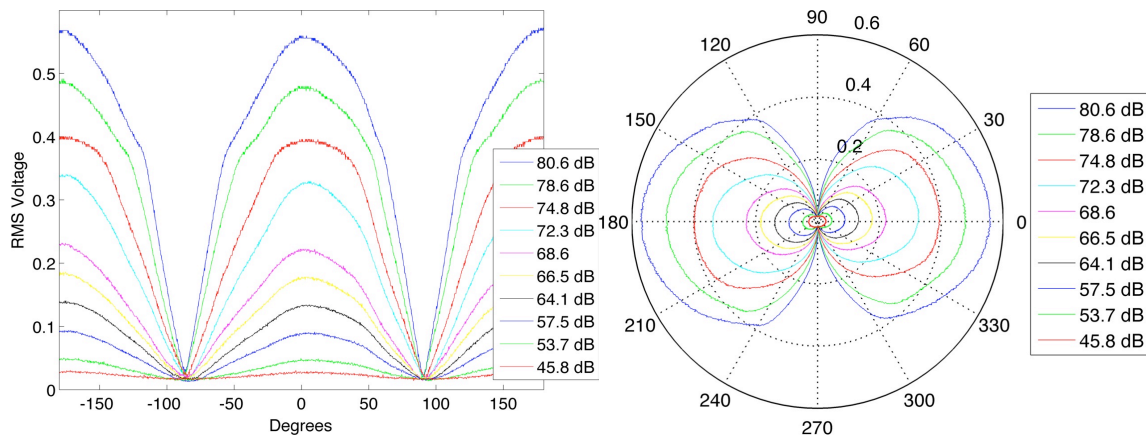 RMS Voltage
0.5
0.4
0.3
0.2
0.1
0
-150
-100
-50
0
50
100
150
Degrees
80.6 dB
78.6 dB
74.8 dB
72.3 dB
68.6
66.5 dB
64.1 dB
57.5 dB
53.7 dB
45.8 dB
90
0.6
120
60
0.4
150
30
0.2
180
0
210
330
240
300
270
80.6 dB
78.6 dB
74.8 dB
72.3 dB
68.6 dB
66.5 dB
64.1 dB
57.5 dB
53.7 dB
45.8 dB